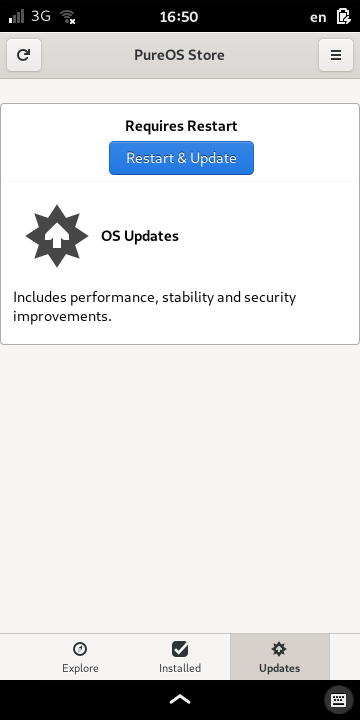 3G 16:50 en
PureOS Store
Requires Restart
Restart & Update
OS Updates
Includes performance, stability and security
improvements.
Explore Installed Updates